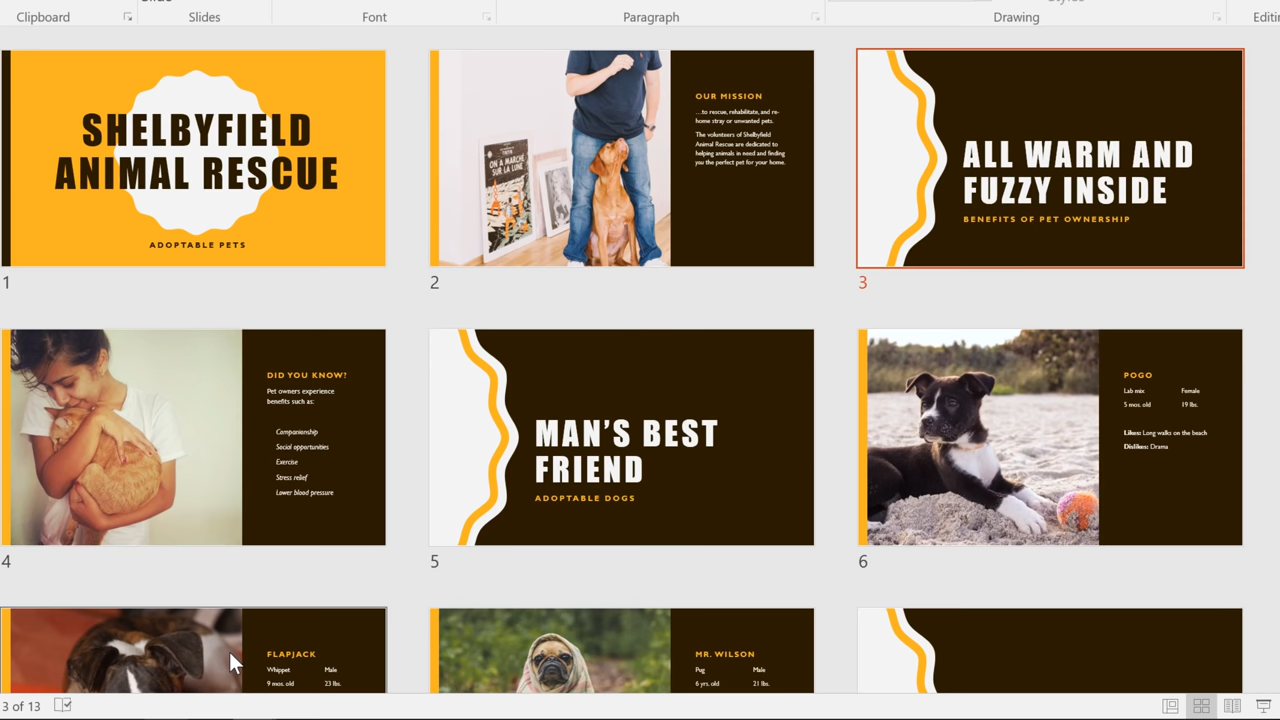 Clipboard
Slides
Font
Paragraph
Drawing
SHELBYFIELD
ANIMAL RESCUE
ADOPTABLE PETS
1
ON A MARCHÉ
SUR LA LUNE
OUR MISSION
…to rescue, rehabilitate, and re-
home stray or unwanted pets.
The volunteers of Shelbyfield
Animal Rescue are dedicated to
helping animals in need and finding
you the perfect pet for your home.
2
ALL WARM AND
FUZZY INSIDE
BENEFITS OF PET OWNERSHIP
3
DID YOU KNOW?
Pet owners experience
benefits such as:
Companionship
Social opportunities
Exercise
Stress relief
Lower blood pressure
4
MAN’S BEST
FRIEND
ADOPTABLE DOGS
5
POGO
Lab mix Female
5 mos. old 19 lbs.
Likes: Long walks on the beach
Dislikes: Drama
6
FLAPJACK
Whippet Male
9 mos. old 23 lbs.
MR. WILSON
Pug Male
6 yrs. old 21 lbs.
3 of 13